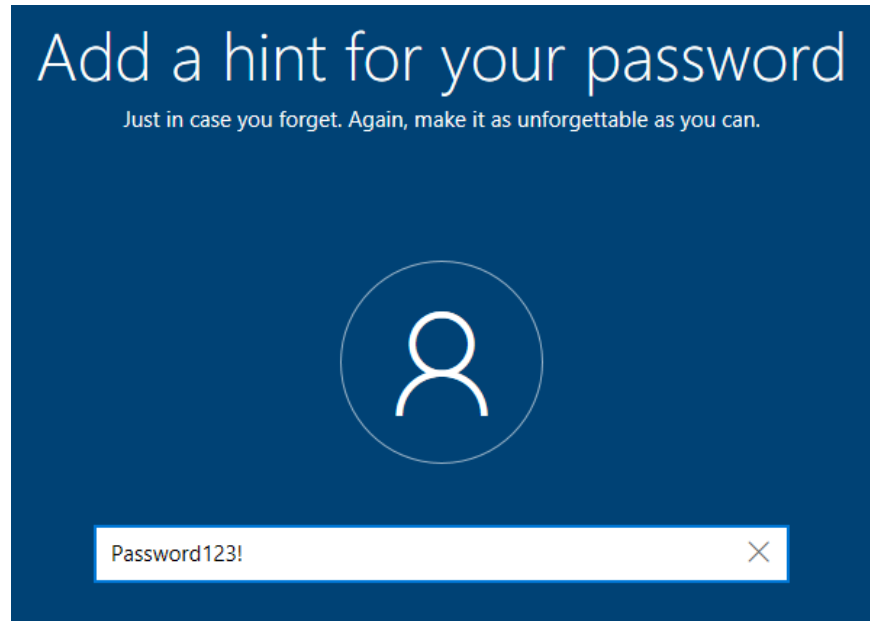 Add a hint for your password
Just in case you forget. Again, make it as unforgettable as you can.
Password123!